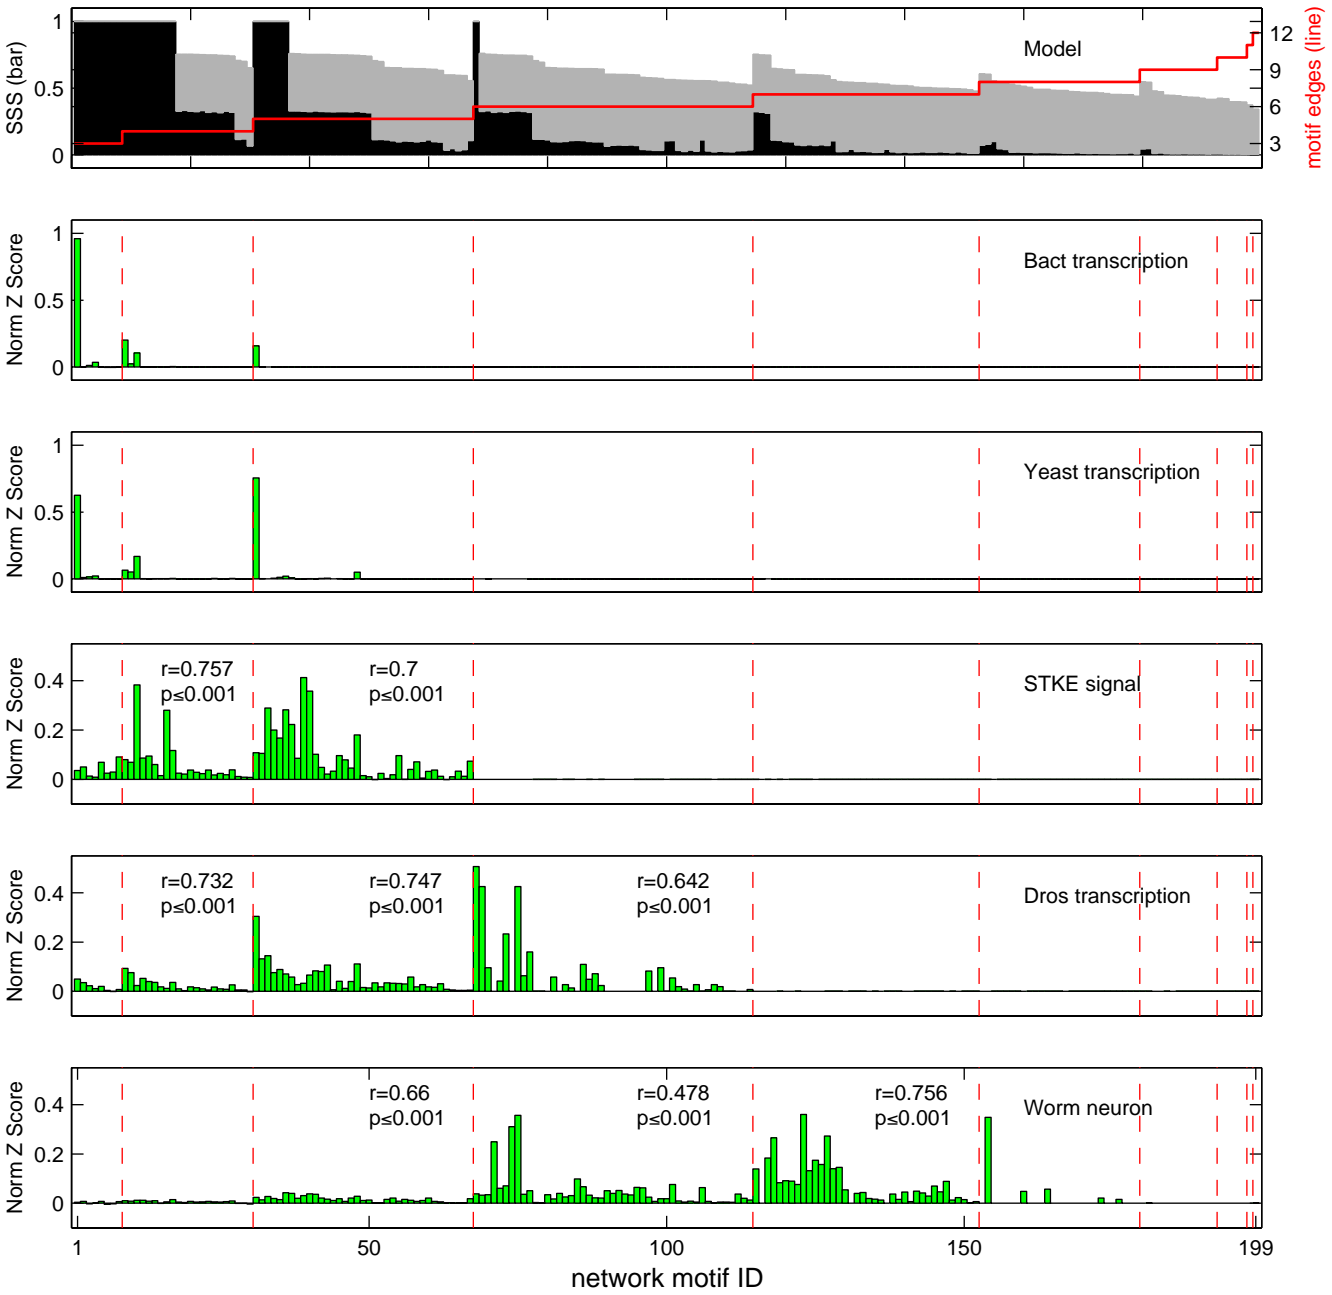 1
0.5
0
SSS (bar)
Model
12
9
6
3
motif edges (line)
1
0.5
0
Norm Z Score
Bact transcription
1
0.5
0
Norm Z Score
Yeast transcription
0.4
0.2
0
Norm Z Score
r=0.757
p≤0.001
r=0.7
p≤0.001
STKE signal
0.4
0.2
0
Norm Z Score
r=0.732
p≤0.001
r=0.747
p≤0.001
r=0.642
p≤0.001
Dros transcription
0.4
0.2
0
Norm Z Score
r=0.66
p≤0.001
r=0.478
p≤0.001
r=0.756
p≤0.001
Worm neuron
1 50 100 150 199
network motif ID